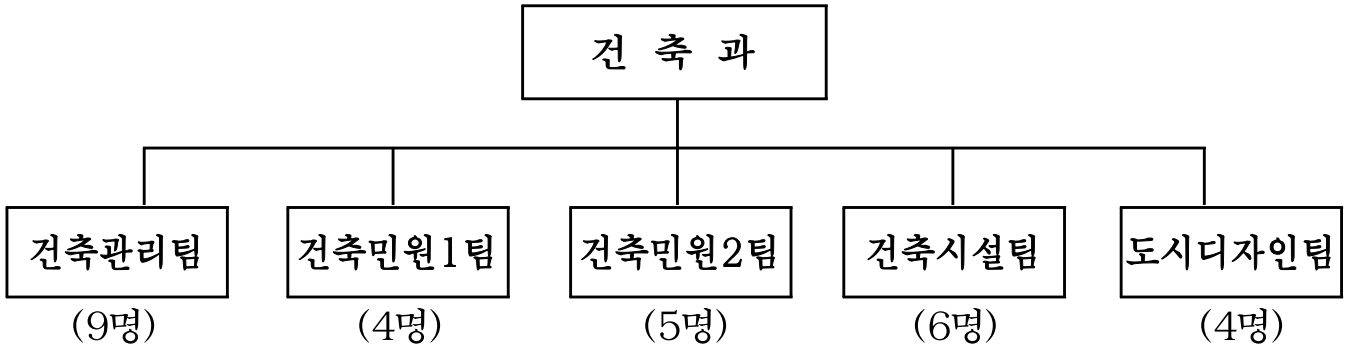 건 축 과
건축관리팀 건축민원1팀 건축민원2팀 건축시설팀 도시디자인팀
(9명) (4명) (5명) (6명) (4명)